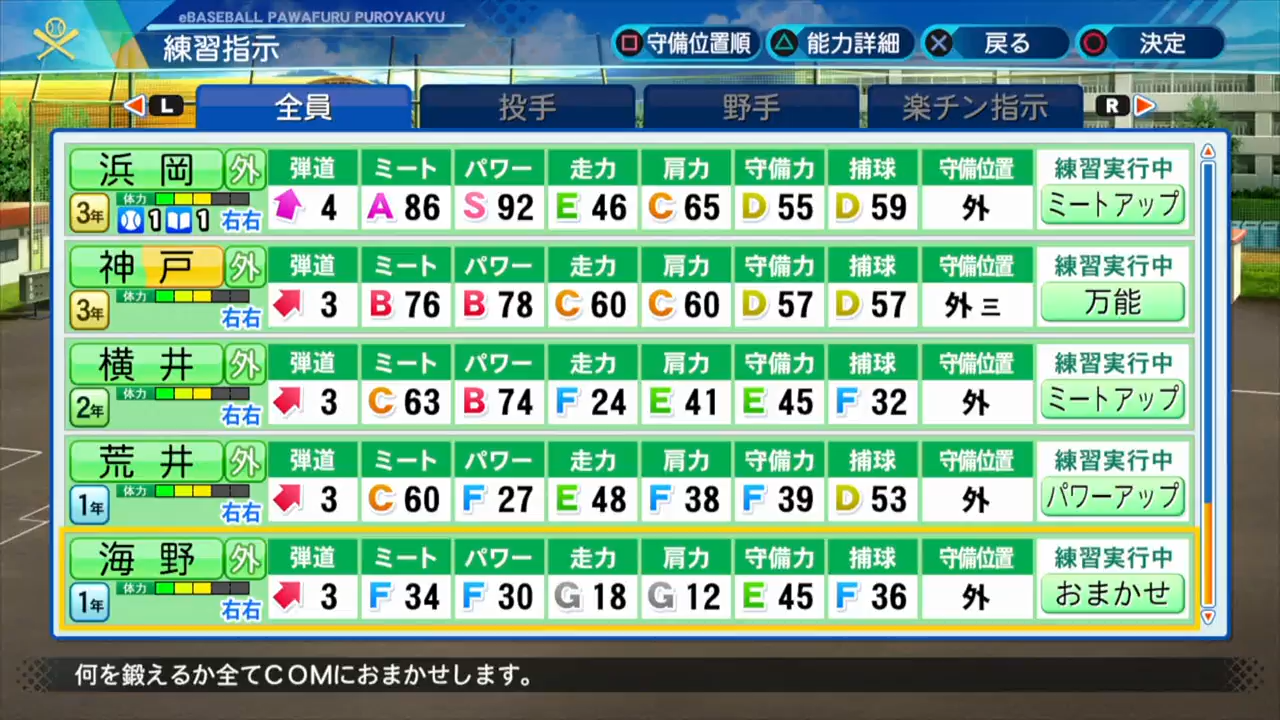 eBASEBALL PAWAFURU PUROYAKYU
練習指示
守備位置順 能力詳細 戻る 決定
L 全員 投手 野手 楽チン指示 R
浜岡 外 弾道 ミート パワー 走力 肩力 守備力 捕球 守備位置 練習実行中
3年 体力 1 1 右右 4 A 86 S 92 E 46 C 65 D 55 D 59 外 ミートアップ
神戸 外 弾道 ミート パワー 走力 肩力 守備力 捕球 守備位置 練習実行中
3年 体力 右右 3 B 76 B 78 C 60 C 60 D 57 D 57 外三 万能
横井 外 弾道 ミート パワー 走力 肩力 守備力 捕球 守備位置 練習実行中
2年 体力 右右 3 C 63 B 74 F 24 E 41 E 45 F 32 外 ミートアップ
荒井 外 弾道 ミート パワー 走力 肩力 守備力 捕球 守備位置 練習実行中
1年 体力 右右 3 C 60 F 27 E 48 F 38 F 39 D 53 外 パワーアップ
海野 外 弾道 ミート パワー 走力 肩力 守備力 捕球 守備位置 練習実行中
1年 体力 右右 3 F 34 F 30 G 18 G 12 E 45 F 36 外 おまかせ
何を鍛えるか全てCOMにおまかせします。